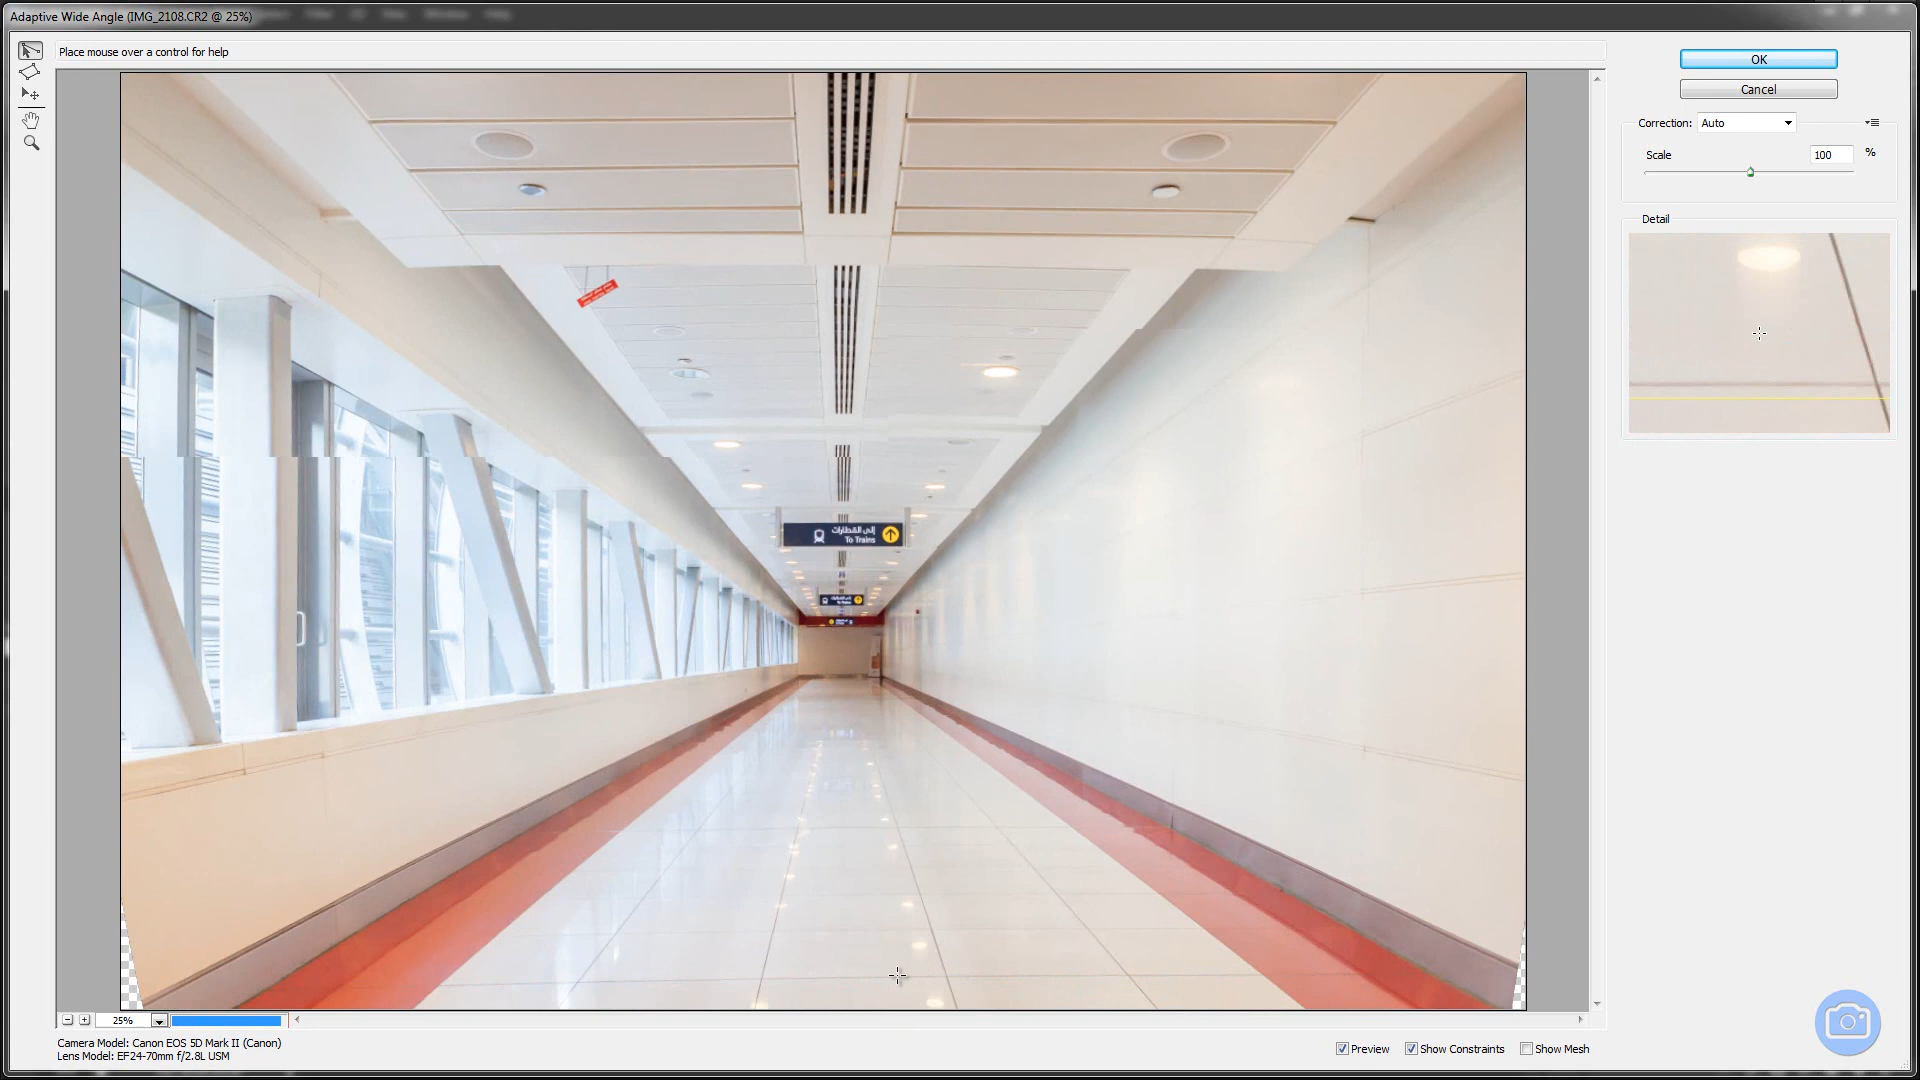 Adaptive Wide Angle (IMG_2108.CR2 @ 25%)
Place mouse over a control for help
OK
Cancel
Correction: Auto
Scale 100 %
Detail
إلى القطارات
To Trains
25%
Camera Model: Canon EOS 5D Mark II (Canon)
Lens Model: EF24-70mm f/2.8L USM
Preview Show Constraints Show Mesh